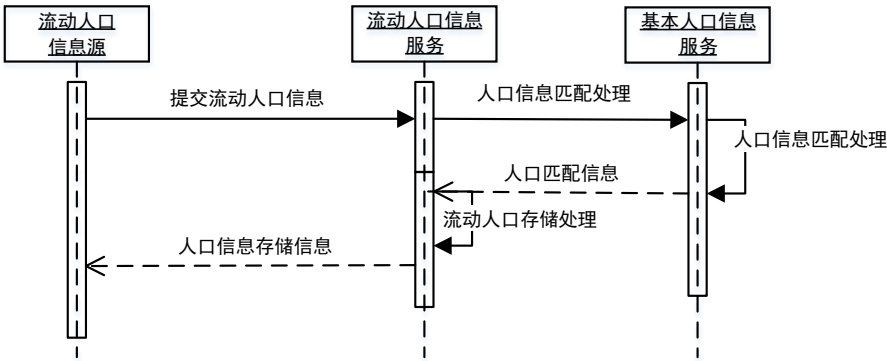 流动人口
信息源
流动人口信息
服务
基本人口信息
服务
提交流动人口信息
人口信息匹配处理
人口信息匹配处理
人口匹配信息
流动人口存储处理
人口信息存储信息